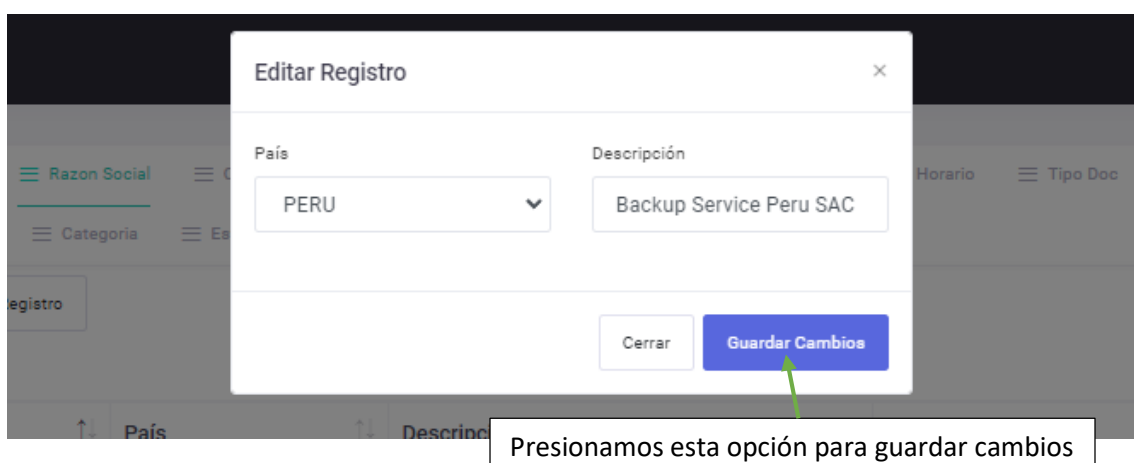 Editar Registro ×
País Descripción
PERU Backup Service Peru SAC
Razon Social Horario Tipo Doc
Categoria
Cerrar Guardar Cambios
País
Presionamos esta opción para guardar cambios